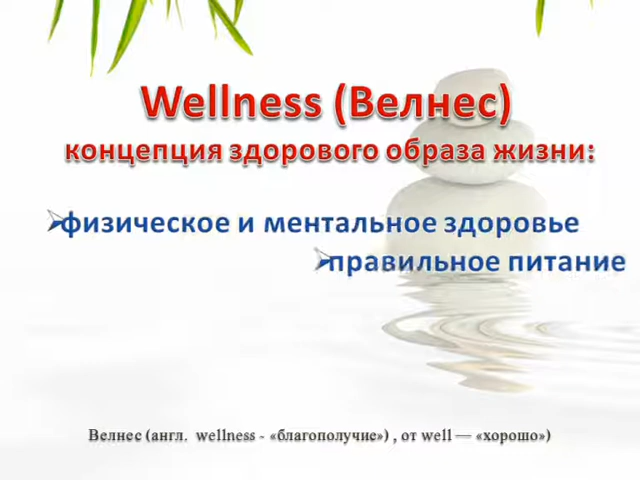 Wellness (Велнес)
концепция здорового образа жизни:
физическое и ментальное здоровье
правильное питание
Велнес (англ. wellness - «благополучие») , от well — «хорошо»)